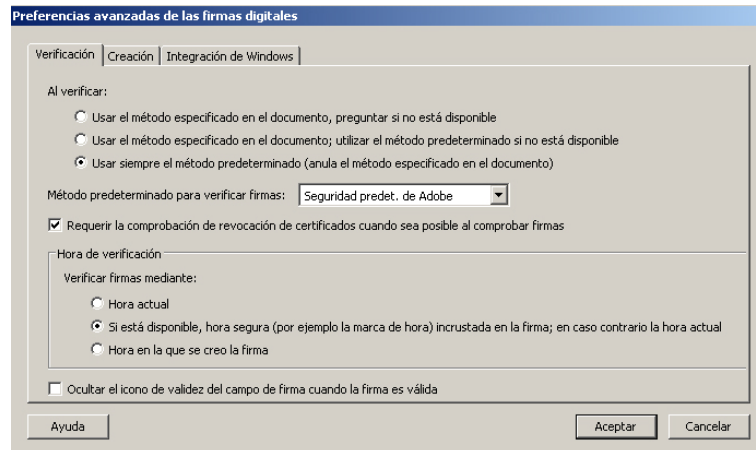 Preferencias avanzadas de las firmas digitales
Verificación Creación Integración de Windows
Al verificar:
Usar el método especificado en el documento, preguntar si no está disponible
Usar el método especificado en el documento; utilizar el método predeterminado si no está disponible
Usar siempre el método predeterminado (anula el método especificado en el documento)
Método predeterminado para verificar firmas: Seguridad predet. de Adobe
Requerir la comprobación de revocación de certificados cuando sea posible al comprobar firmas
Hora de verificación
Verificar firmas mediante:
Hora actual
Si está disponible, hora segura (por ejemplo la marca de hora) incrustada en la firma; en caso contrario la hora actual
Hora en la que se creo la firma
Ocultar el icono de validez del campo de firma cuando la firma es válida
Ayuda Aceptar Cancelar